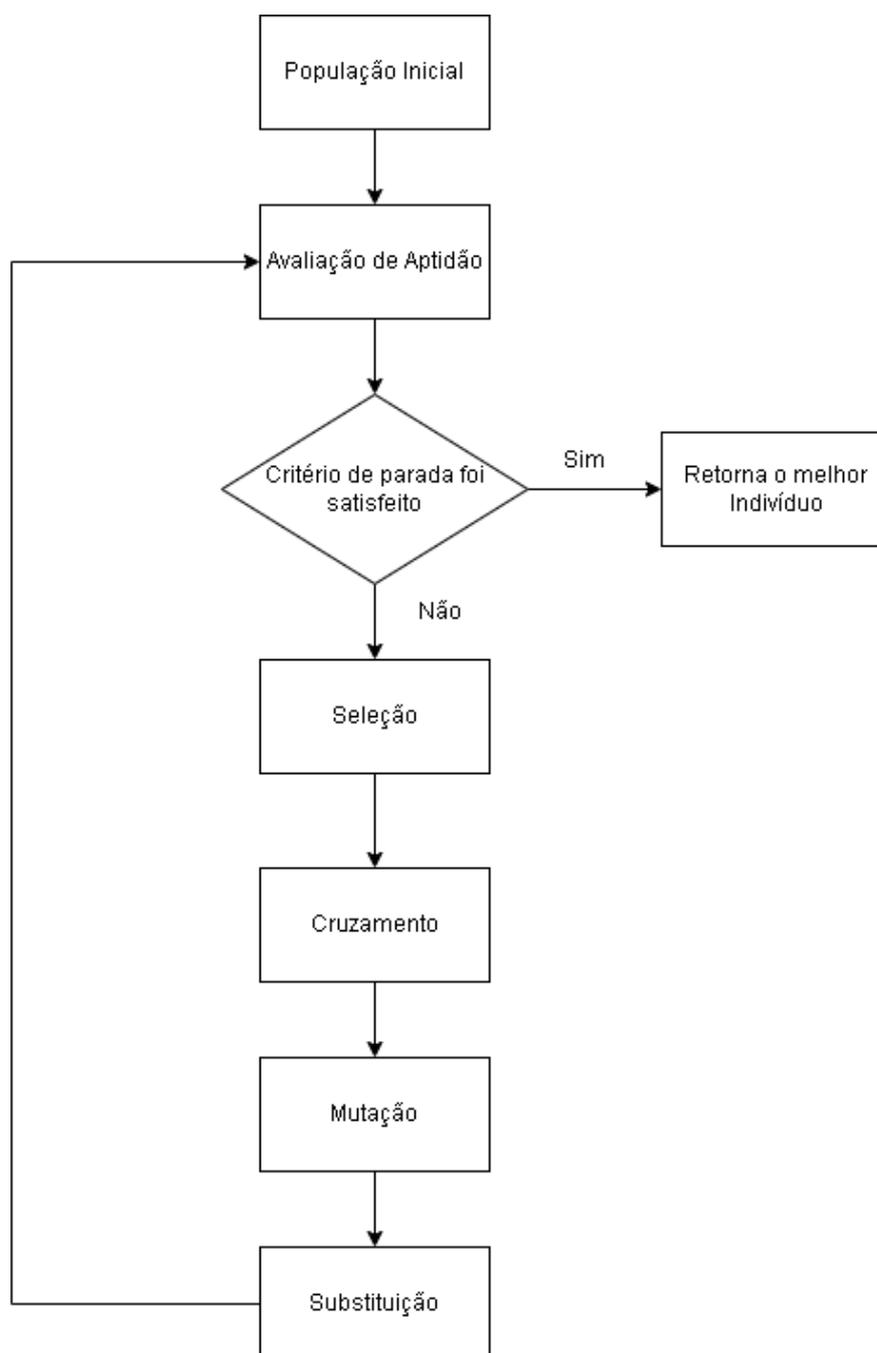 População Inicial
Avaliação de Aptidão
Critério de parada foi
satisfeito
Sim
Retorna o melhor
Indivíduo
Não
Seleção
Cruzamento
Mutação
Substituição